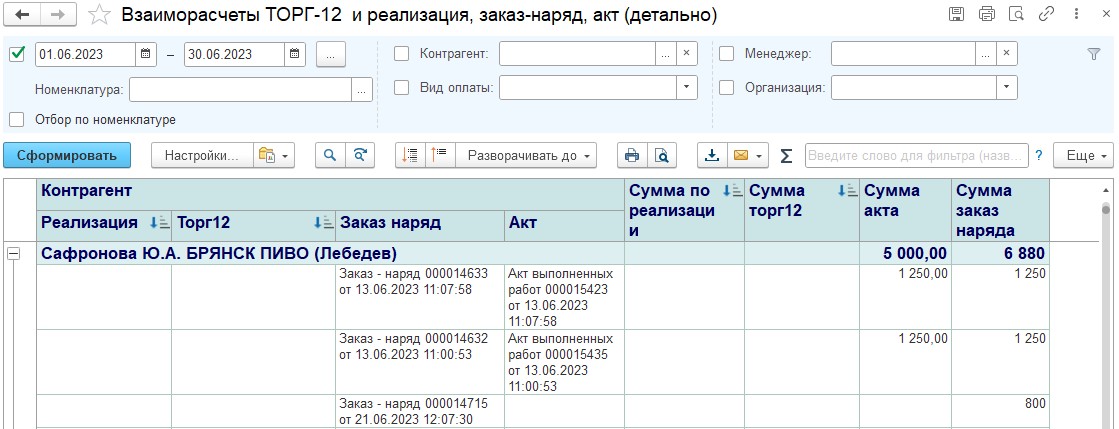 Взаиморасчеты ТОРГ-12 и реализация, заказ-наряд, акт (детально)
01.06.2023 – 30.06.2023 ... Контрагент: ... × Менеджер: ... ×
Номенклатура: ... Вид оплаты: Организация:
Отбор по номенклатуре
Сформировать Настройки... Разворачивать до Σ Введите слово для фильтра (назв... ? Еще
Контрагент Сумма по Сумма Сумма Сумма
реализаци торг12 акта заказ
и наряда
Реализация Торг12 Заказ наряд Акт
Сафронова Ю.А. БРЯНСК ПИВО (Лебедев) 5 000,00 6 880
Заказ - наряд 000014633 Акт выполненных 1 250,00 1 250
от 13.06.2023 11:07:58 работ 000015423
от 13.06.2023
11:07:58
Заказ - наряд 000014632 Акт выполненных 1 250,00 1 250
от 13.06.2023 11:00:53 работ 000015435
от 13.06.2023
11:00:53
Заказ - наряд 000014715 800
от 21.06.2023 12:07:30